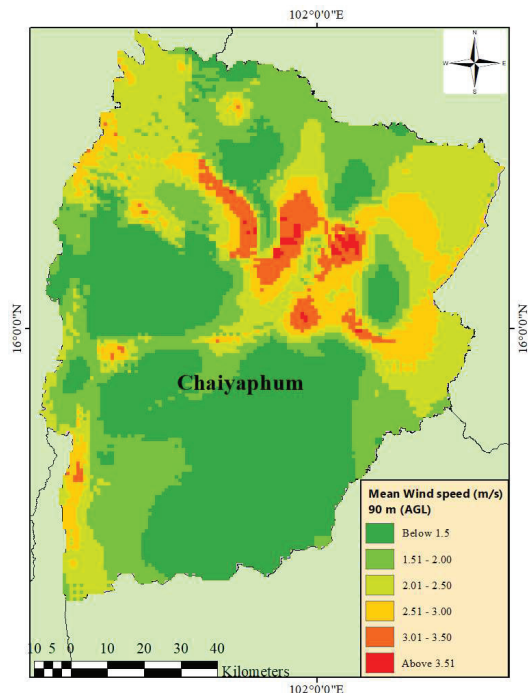 102°0'0"E
N
W E
S
16°0'0"N
16°0'0"N
Chaiyaphum
Mean Wind speed (m/s)
90 m (AGL)
Below 1.5
1.51 - 2.00
2.01 - 2.50
2.51 - 3.00
3.01 - 3.50
Above 3.51
10 5 0 10 20 30 40
Kilometers
102°0'0"E